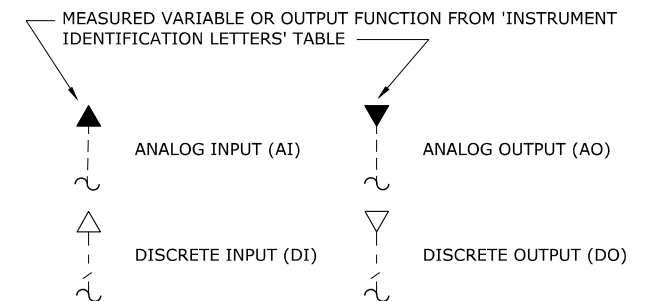 MEASURED VARIABLE OR OUTPUT FUNCTION FROM 'INSTRUMENT
IDENTIFICATION LETTERS' TABLE
ANALOG INPUT (AI)
ANALOG OUTPUT (AO)
DISCRETE INPUT (DI)
DISCRETE OUTPUT (DO)